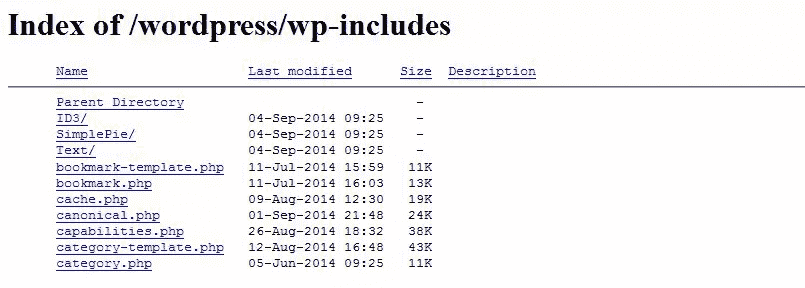 Index of /wordpress/wp-includes
Name Last modified Size Description
Parent Directory -
ID3/ 04-Sep-2014 09:25 -
SimplePie/ 04-Sep-2014 09:25 -
Text/ 04-Sep-2014 09:25 -
bookmark-template.php 11-Jul-2014 15:59 11K
bookmark.php 11-Jul-2014 16:03 13K
cache.php 09-Aug-2014 12:30 19K
canonical.php 01-Sep-2014 21:48 24K
capabilities.php 26-Aug-2014 18:32 38K
category-template.php 12-Aug-2014 16:48 43K
category.php 05-Jun-2014 09:25 11K